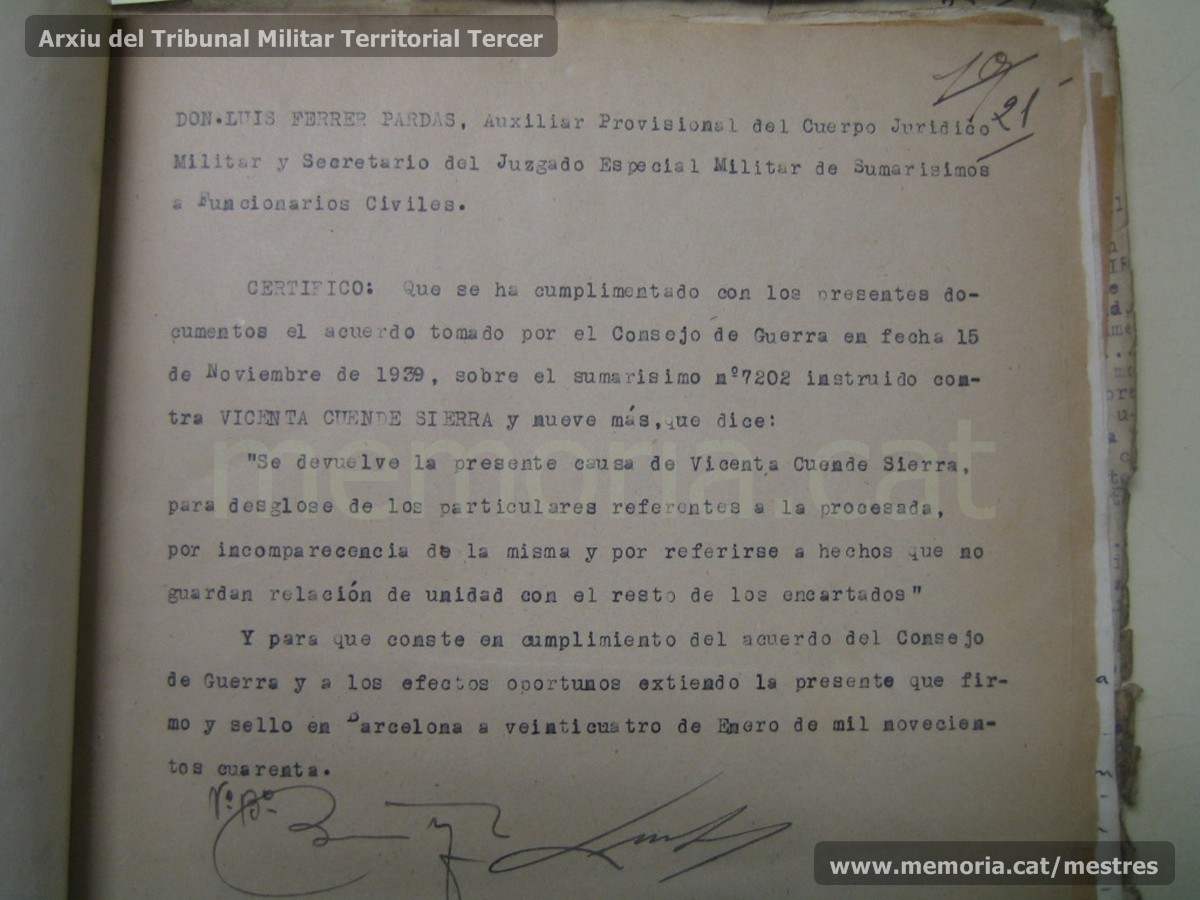 Arxiu del Tribunal Militar Territorial Tercer
19
21
DON.LUIS FERRER PARDAS, Auxiliar Provisional del Cuerpo Juridico
Militar y Secretario del Juzgado Especial Militar de Sumarisimos
a Funcionarios Civiles.
CERTIFICO: Que se ha cumplimentado con los presentes do-
cumentos el acuerdo tomado por el Consejo de Guerra en fecha 15
de Noviembre de 1939, sobre el sumarisimo nº7202 instruido con-
tra VICENTA CUENDE SIERRA y nueve más,que dice:
"Se devuelve la presente causa de Vicenta Cuende Sierra,
para desglose de los particulares referentes a la procesada,
por incomparecencia de la misma y por referirse a hechos que no
guardan relación de unidad con el resto de los encartados"
Y para que conste en cumplimiento del acuerdo del Consejo
de Guerra y a los efectos oportunos extiendo la presente que fir-
mo y sello en Barcelona a veinticuatro de Enero de mil novecien-
tos cuarenta.
Vº Bº
memoria.cat
www.memoria.cat/mestres